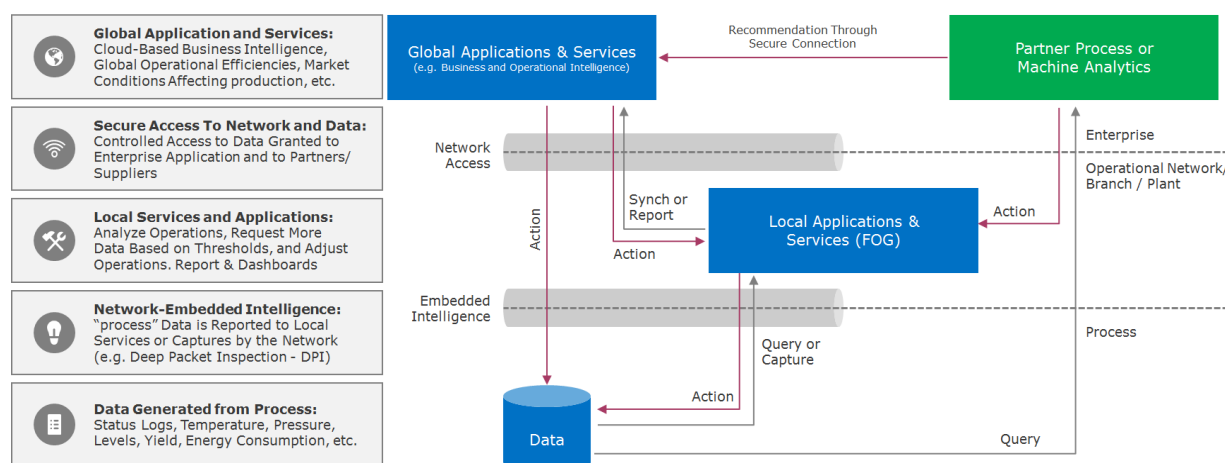 Global Application and Services:
Cloud-Based Business Intelligence,
Global Operational Efficiencies, Market
Conditions Affecting production, etc.
Secure Access To Network and Data:
Controlled Access to Data Granted to
Enterprise Application and to Partners/
Suppliers
Local Services and Applications:
Analyze Operations, Request More
Data Based on Thresholds, and Adjust
Operations. Report & Dashboards
Network-Embedded Intelligence:
“process” Data is Reported to Local
Services or Captures by the Network
(e.g. Deep Packet Inspection - DPI)
Data Generated from Process:
Status Logs, Temperature, Pressure,
Levels, Yield, Energy Consumption, etc.
Global Applications & Services
(e.g. Business and Operational Intelligence)
Recommendation Through
Secure Connection
Partner Process or
Machine Analytics
Network
Access
Enterprise
Operational Network/
Branch / Plant
Synch or
Report
Action
Action
Local Applications &
Services (FOG)
Action
Embedded
Intelligence
Process
Query or
Capture
Action
Data
Query